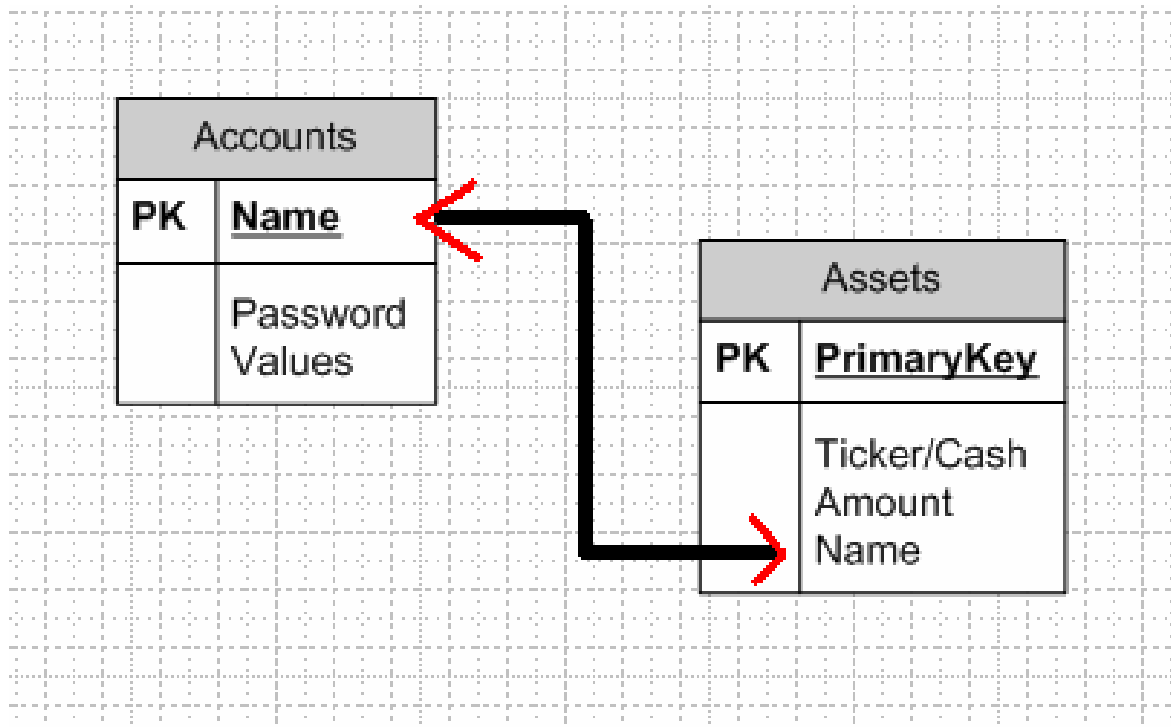 Accounts
PK Name
Password
Values
Assets
PK PrimaryKey
Ticker/Cash
Amount
Name